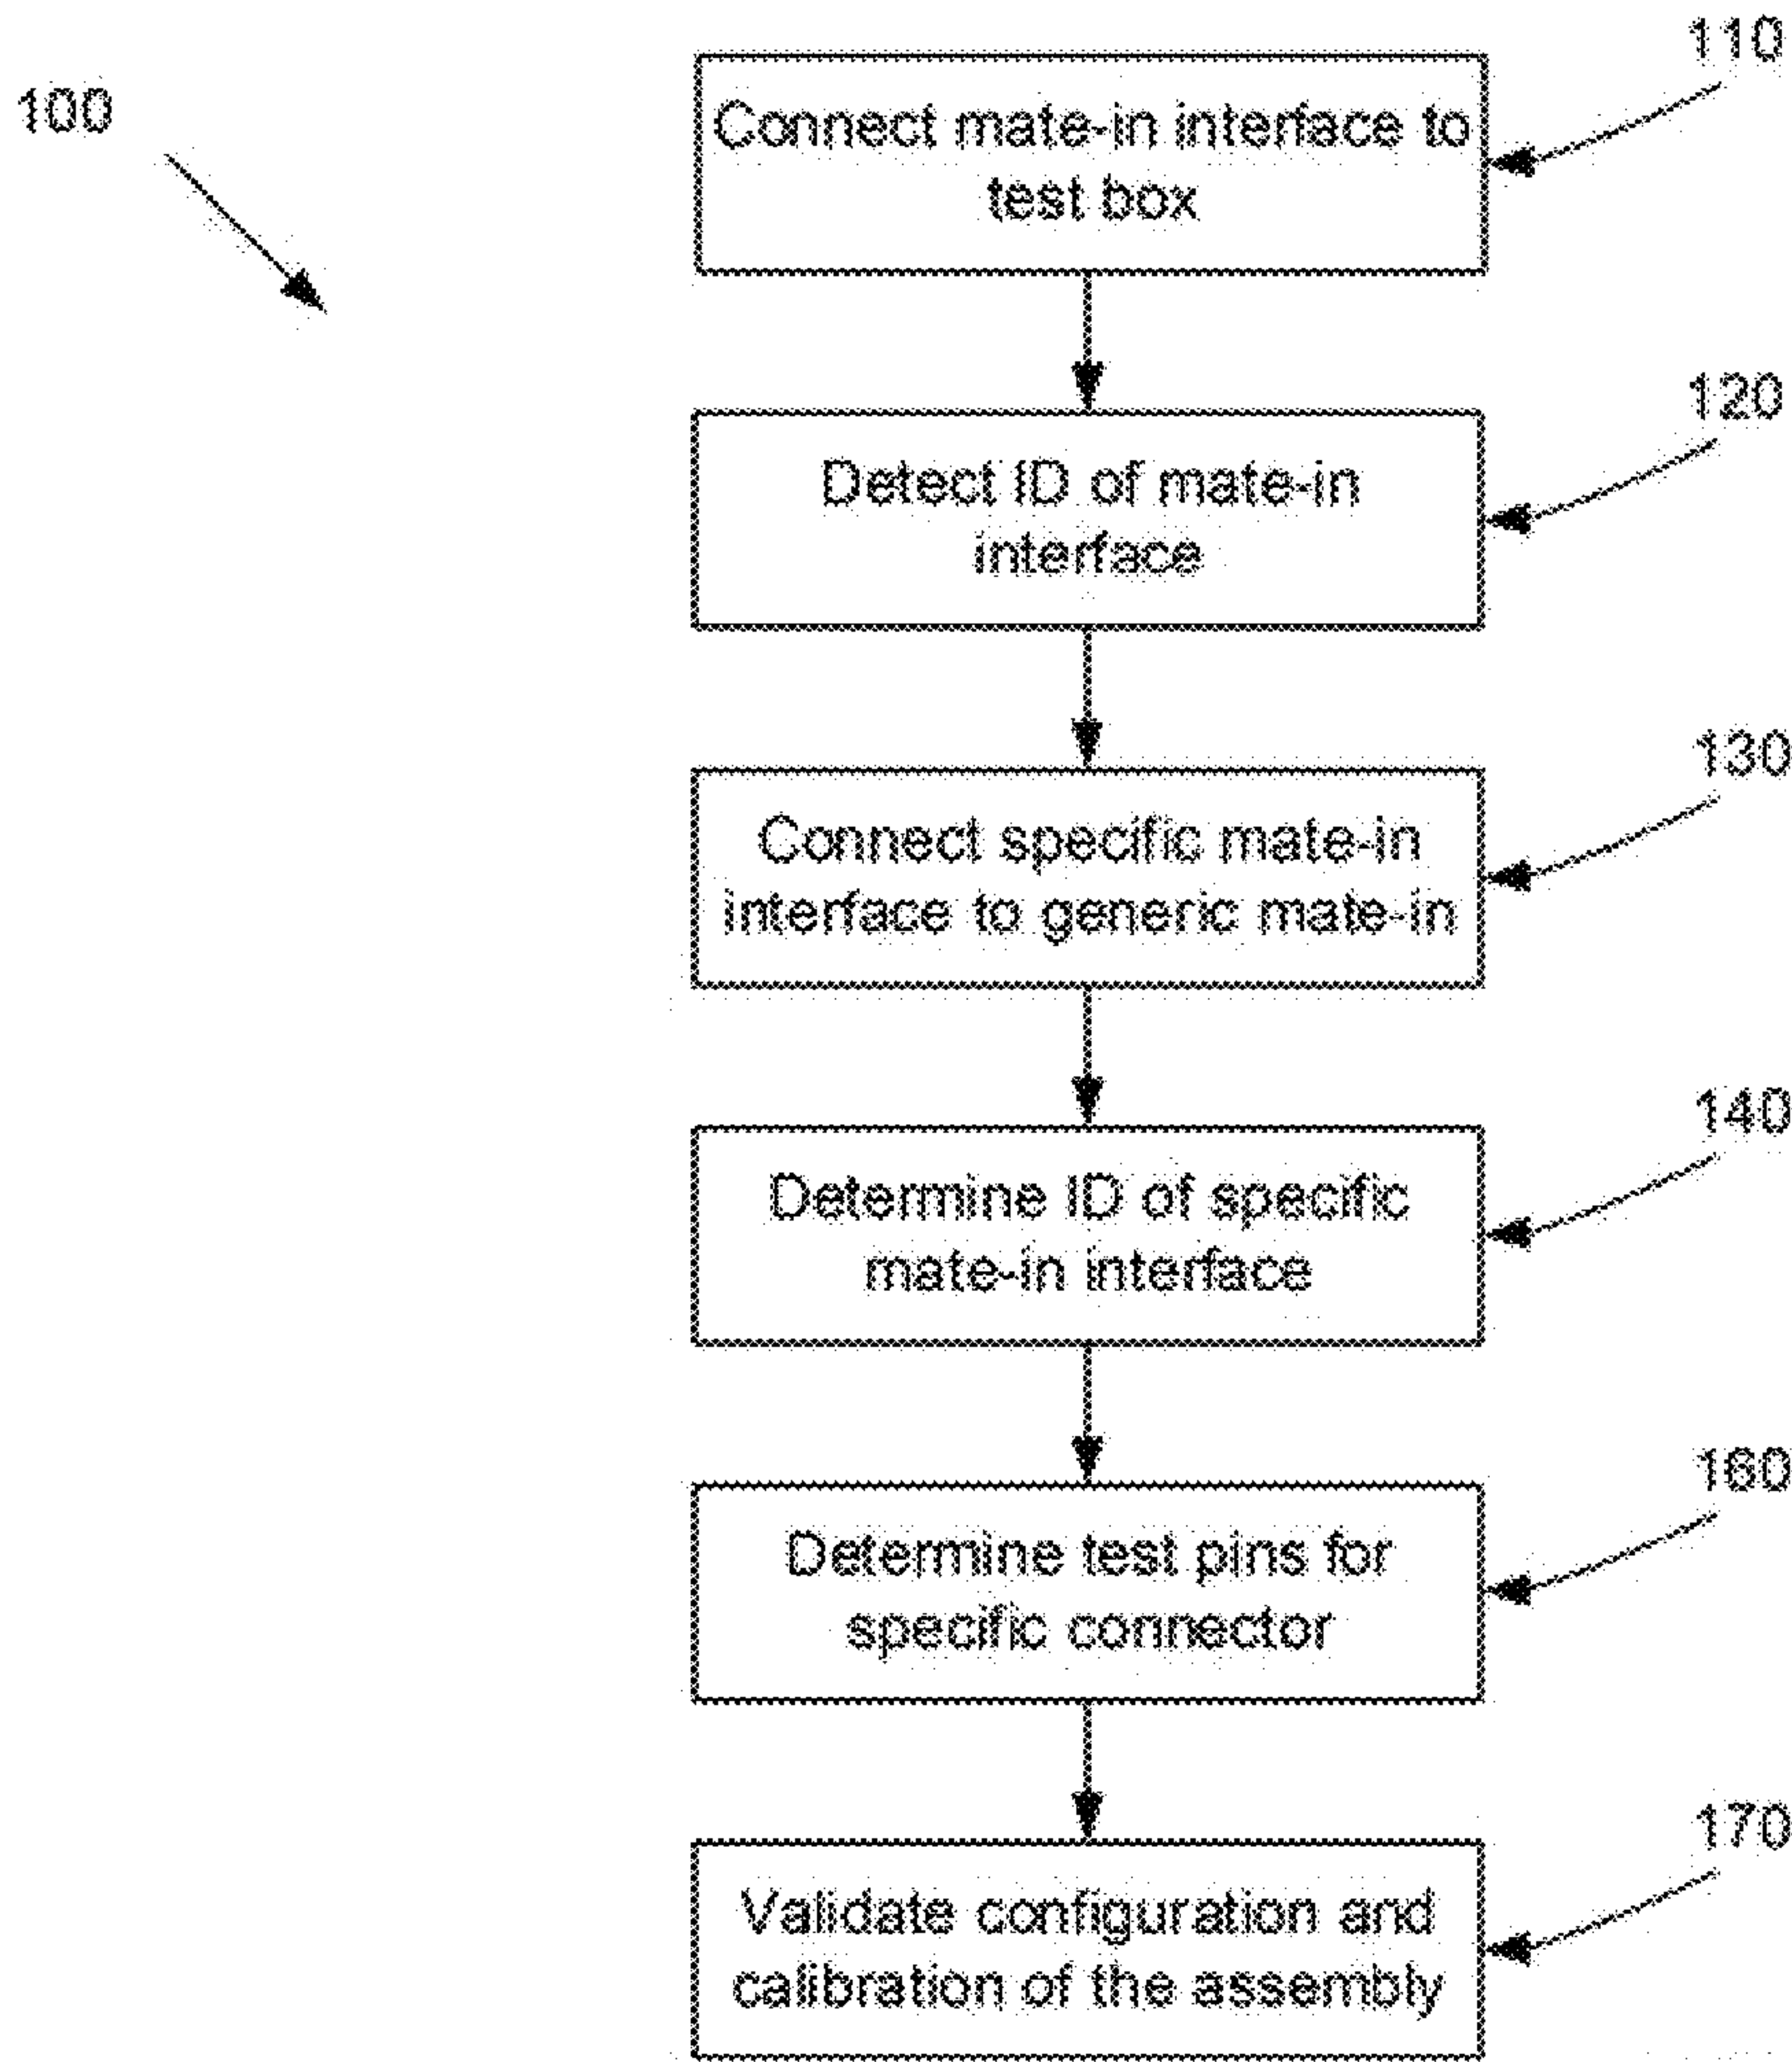 100
110
Connect mate-in interface to
test box
120
Detect ID of mate-in
interface
130
Connect specific mate-in
interface to generic mate-in
140
Determine ID of specific
mate-in interface
160
Determine test pins for
specific connector
170
Validate configuration and
calibration of the assembly